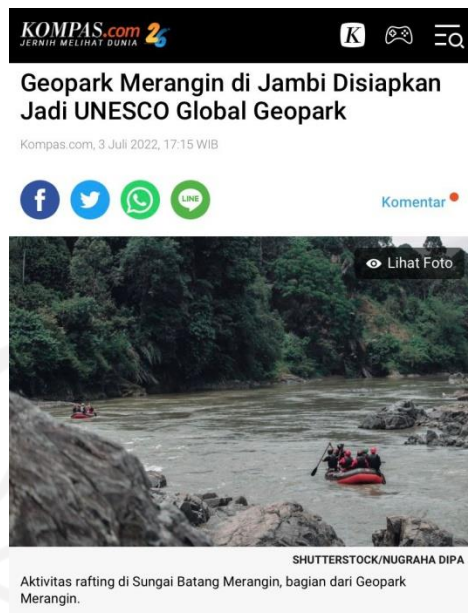 KOMPAS.com 26
JERNIH MELIHAT DUNIA
K
Geopark Merangin di Jambi Disiapkan
Jadi UNESCO Global Geopark
Kompas.com, 3 Juli 2022, 17:15 WIB
f
LINE
Komentar
Lihat Foto
SHUTTERSTOCK/NUGRAHA DIPA
Aktivitas rafting di Sungai Batang Merangin, bagian dari Geopark
Merangin.